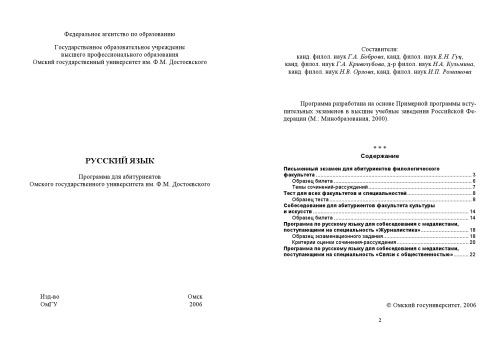 Федеральное агентство по образованию
Государственное образовательное учреждение
высшего профессионального образования
Омский государственный университет им. Ф.М. Достоевского
РУССКИЙ ЯЗЫК
Программа для абитуриентов
Омского государственного университета им. Ф.М. Достоевского
Изд-во Омск
ОмГУ 2006
Составители:
канд. филол. наук Г.А. Боброва, канд. филол. наук Е.Н. Гуц,
канд. филол. наук Г.А. Кривозубова, д-р филол. наук Н.А. Кузьмина,
канд. филол. наук Н.В. Орлова, канд. филол. наук И.П. Романова
Программа разработана на основе Примерной программы всту-
пительных экзаменов в высшие учебные заведения Российской Фе-
дерации (М.: Минобразования, 2000).
* * *
Содержание
Письменный экзамен для абитуриентов филологического
факультета 3
Образец билета 6
Темы сочинений-рассуждений 7
Тест для всех факультетов и специальностей 8
Образец теста 8
Собеседование для абитуриентов факультета культуры
и искусств 14
Образец билета 14
Программа по русскому языку для собеседования с медалистами,
поступающими на специальность «Журналистика» 18
Образец экзаменационного задания 18
Критерии оценки сочинения-рассуждения 20
Программа по русскому языку для собеседования с медалистами,
поступающими на специальность «Связи с общественностью» 22
© Омский госуниверситет, 2006
2